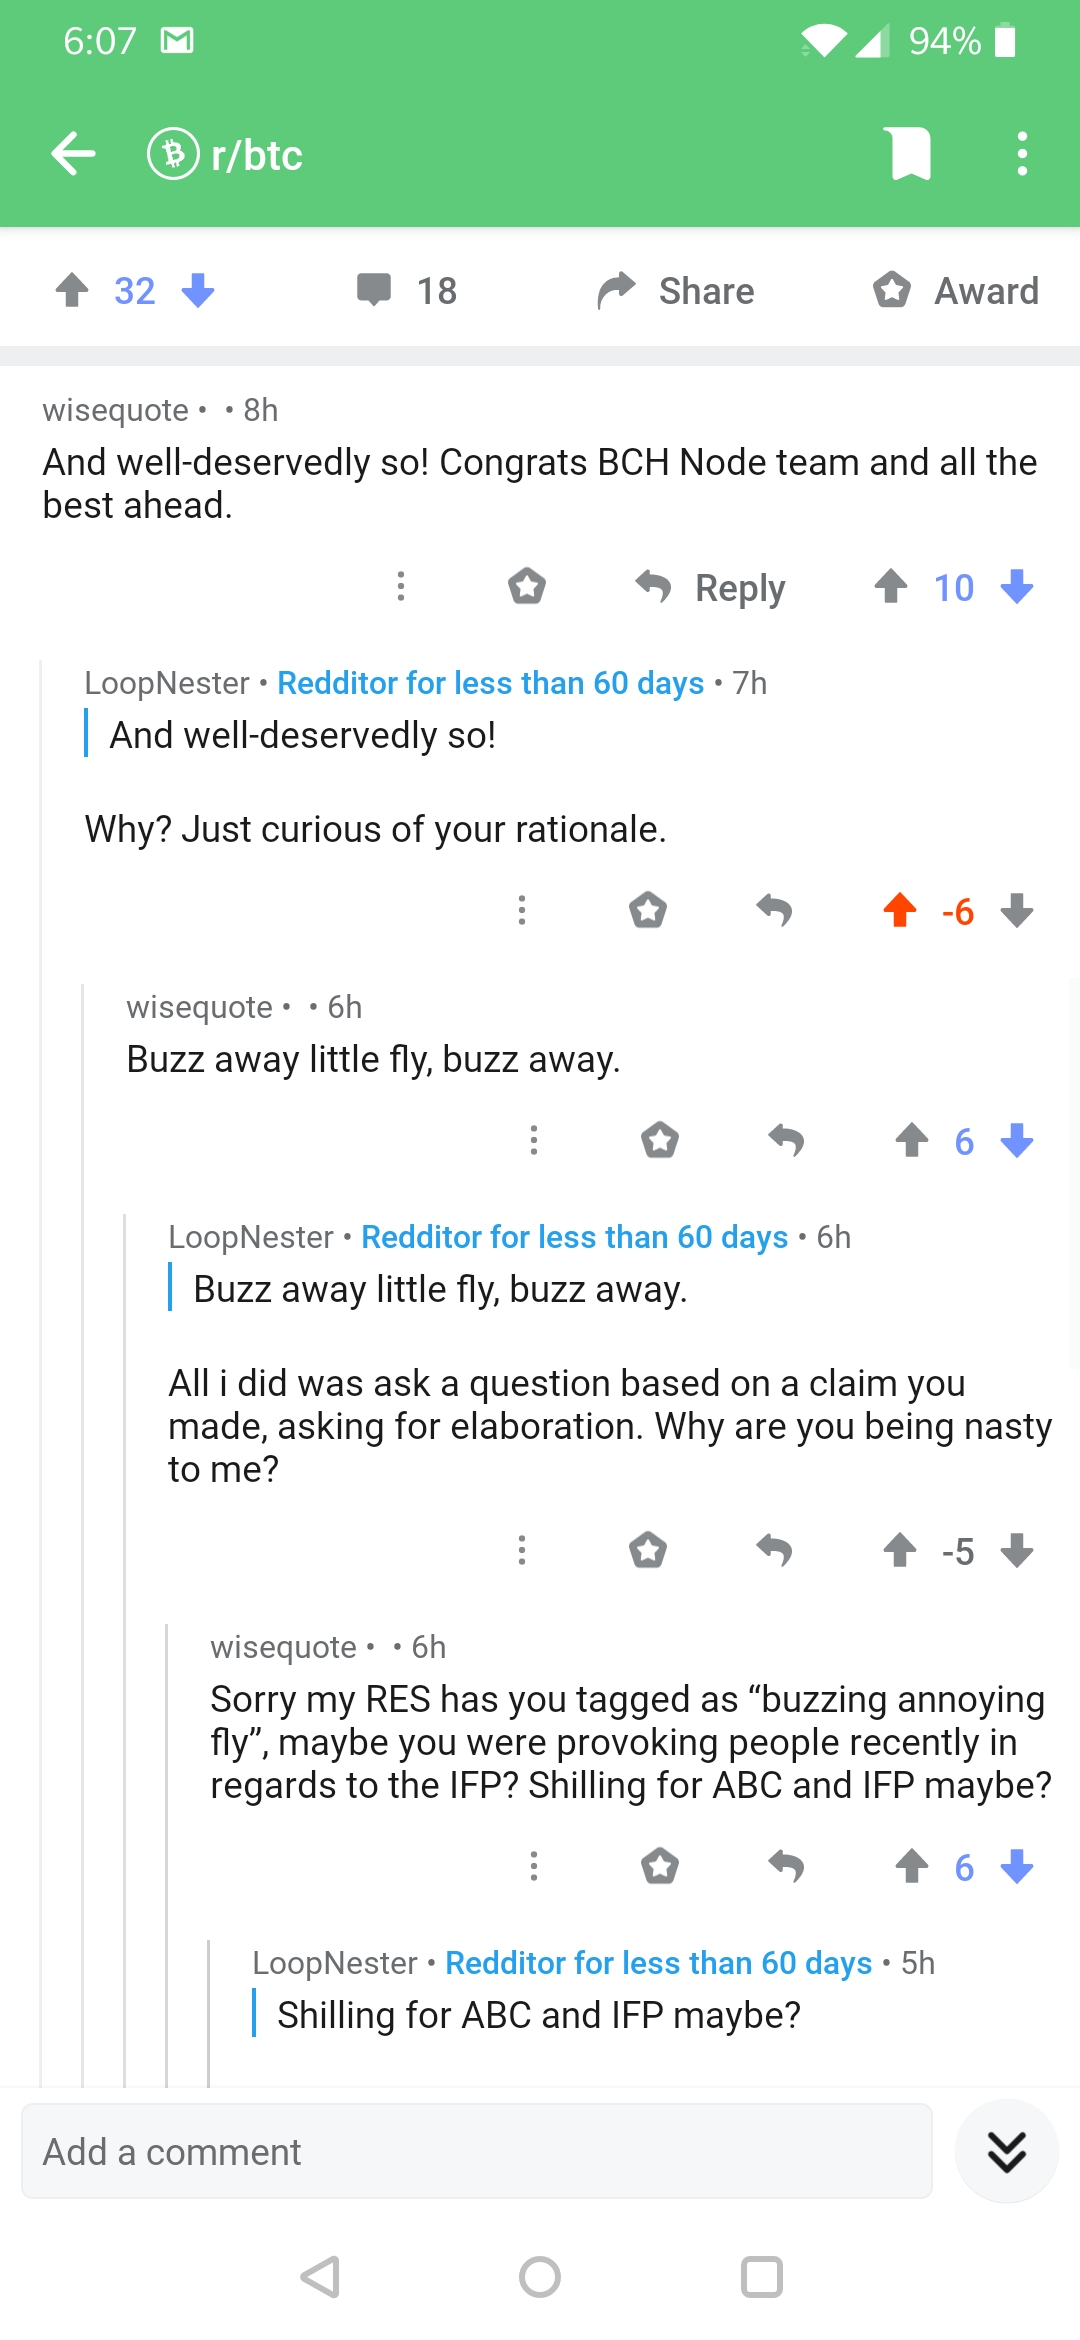 6:07
94%
r/btc
32
18
Share
Award
wisequote • • 8h
And well-deservedly so! Congrats BCH Node team and all the
best ahead.
Reply
10
LoopNester • Redditor for less than 60 days • 7h
And well-deservedly so!
Why? Just curious of your rationale.
-6
wisequote • • 6h
Buzz away little fly, buzz away.
6
LoopNester • Redditor for less than 60 days • 6h
Buzz away little fly, buzz away.
All i did was ask a question based on a claim you
made, asking for elaboration. Why are you being nasty
to me?
-5
wisequote • • 6h
Sorry my RES has you tagged as “buzzing annoying
fly”, maybe you were provoking people recently in
regards to the IFP? Shilling for ABC and IFP maybe?
6
LoopNester • Redditor for less than 60 days • 5h
Shilling for ABC and IFP maybe?
Add a comment